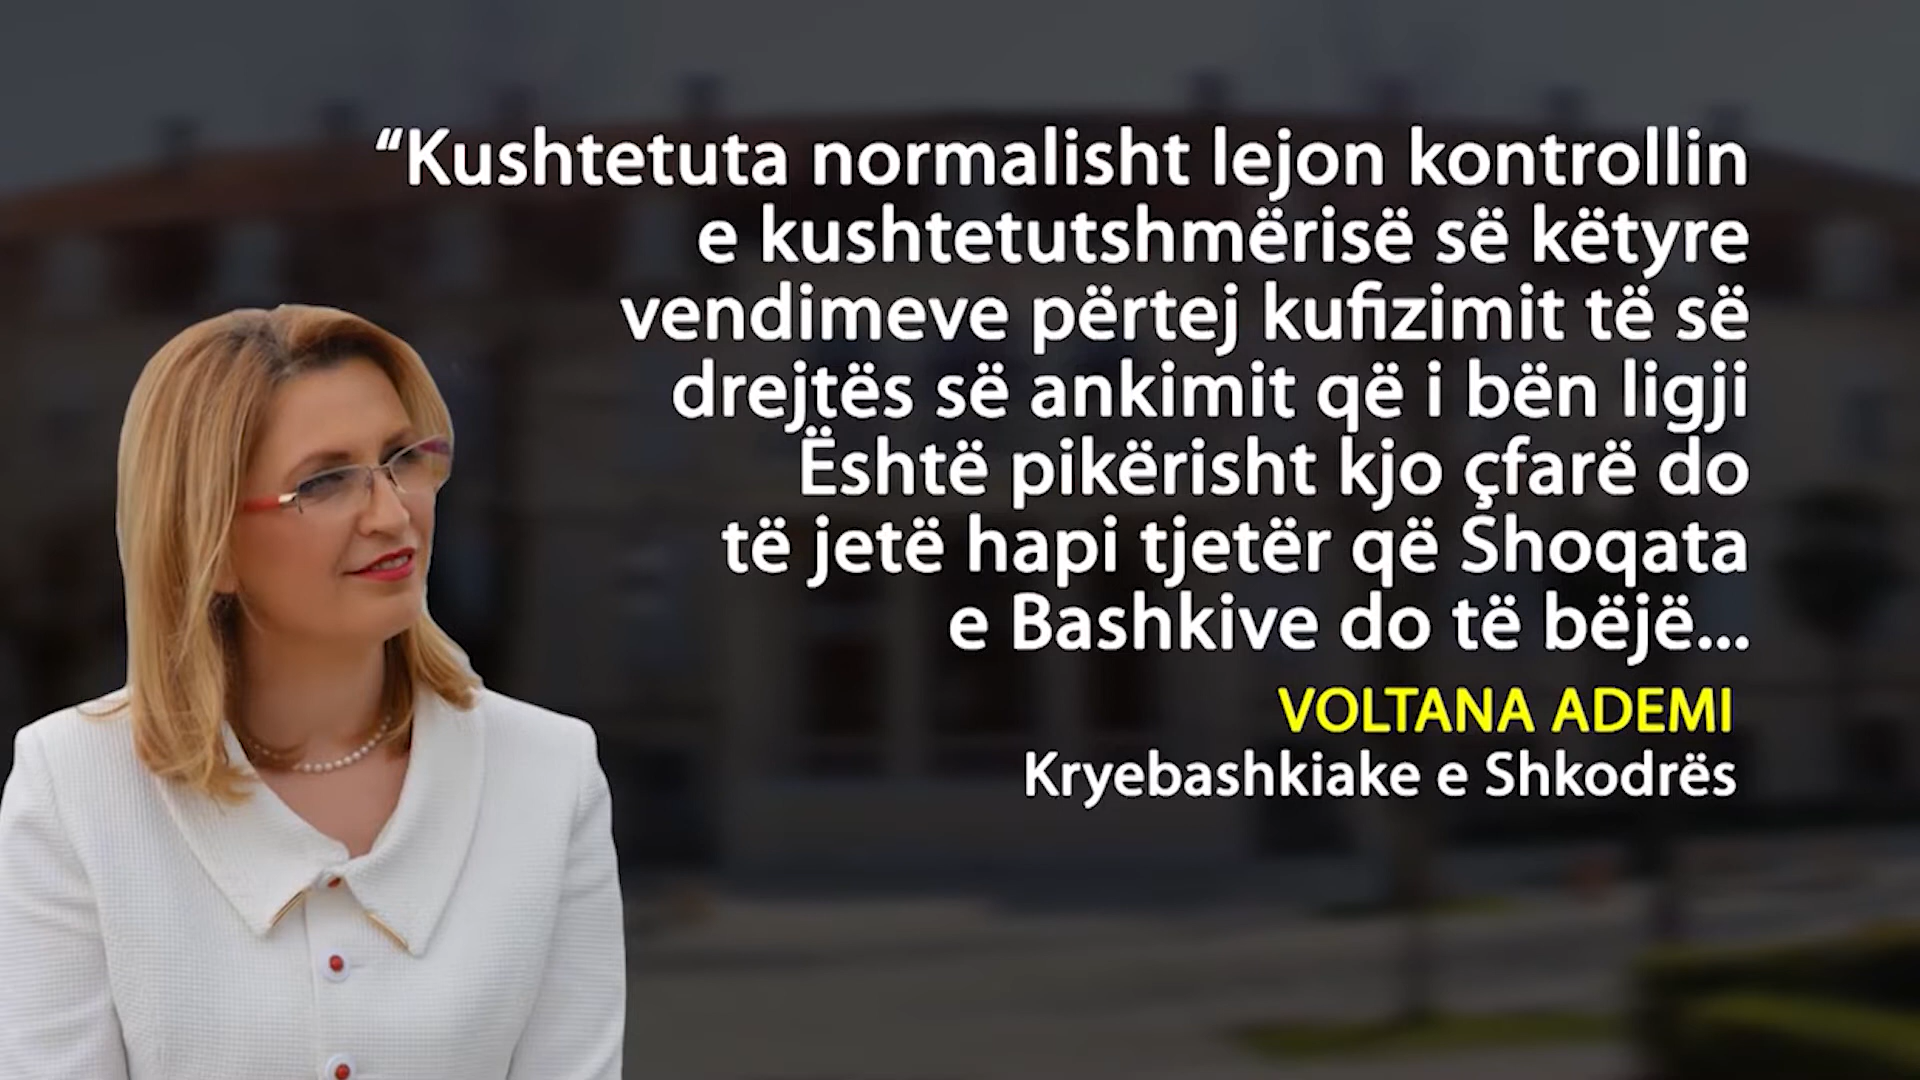 “Kushtetuta normalisht lejon kontrollin
e kushtetutshmërisë së këtyre
vendimeve përtej kufizimit të së
drejtës së ankimit që i bën ligji
Është pikërisht kjo çfarë do
të jetë hapi tjetër që Shoqata
e Bashkive do të bëjë...
VOLTANA ADEMI
Kryebashkiake e Shkodrës